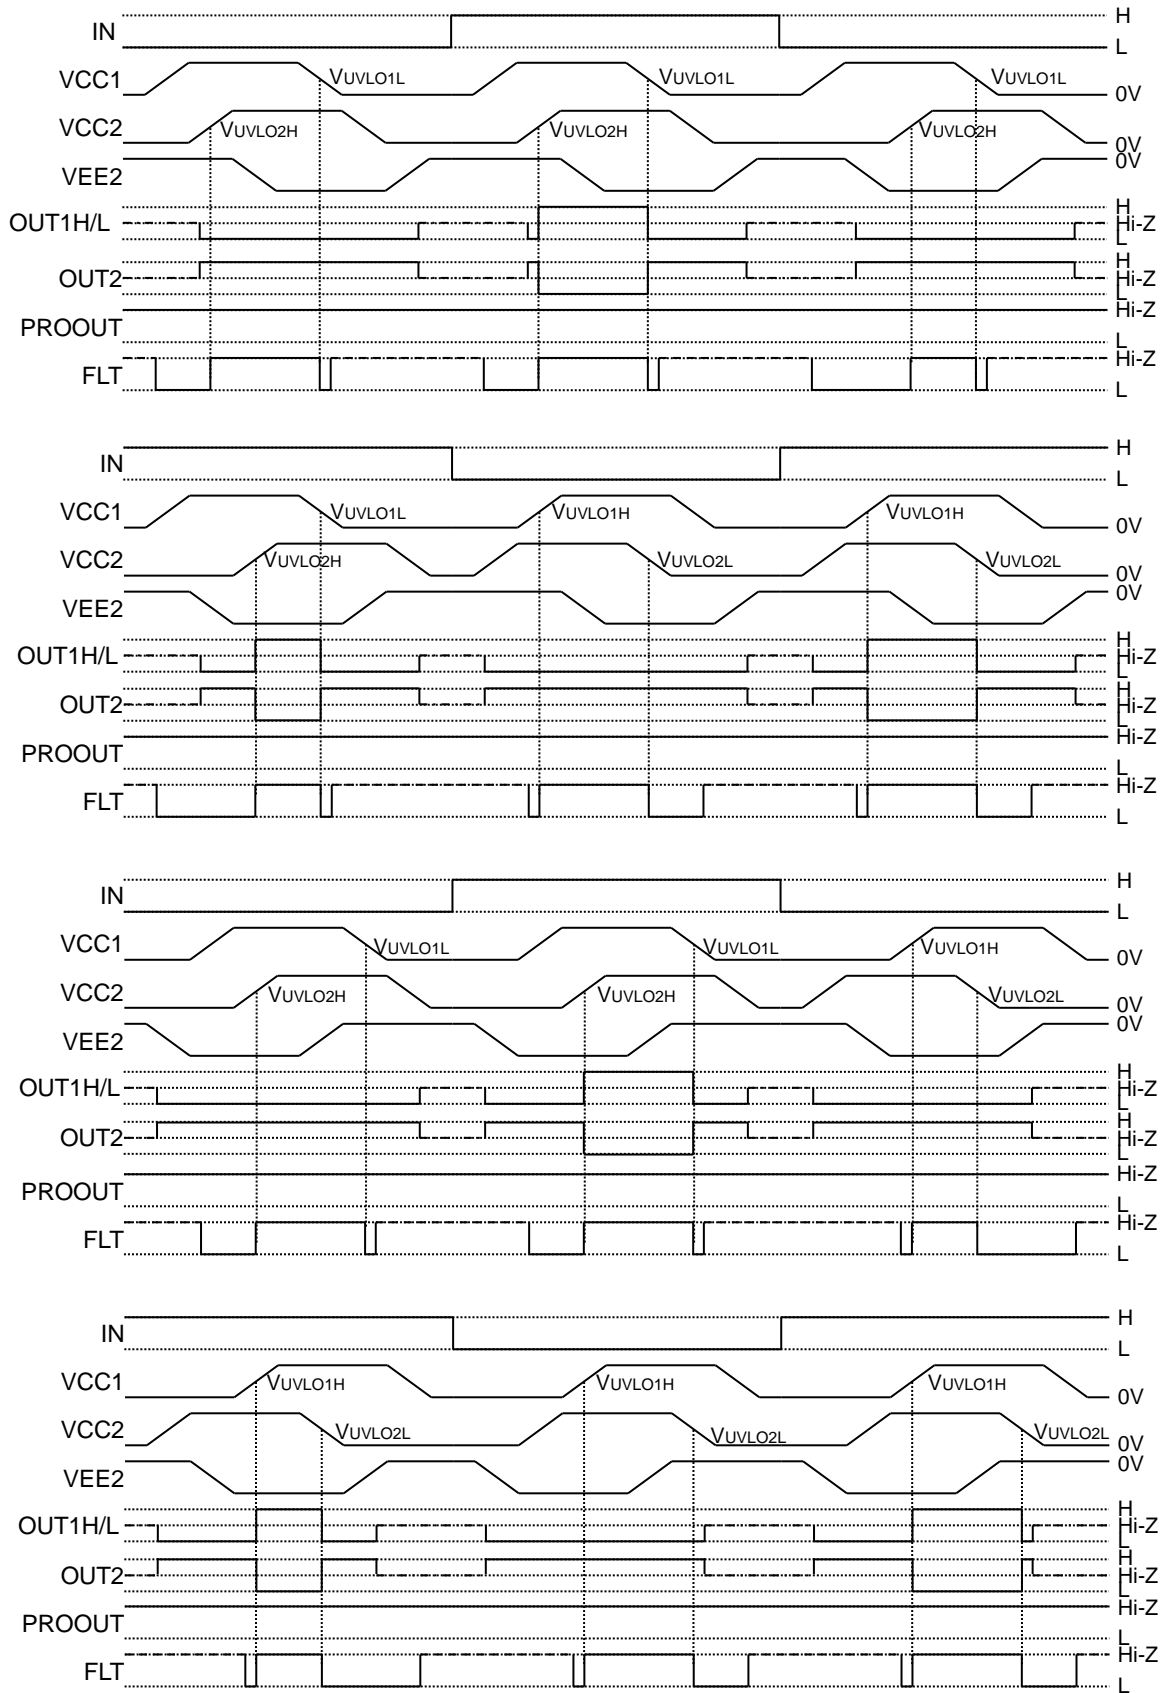 IN H
L
VCC1 VUVLO1L VUVLO1L VUVLO1L 0V
VCC2 VUVLO2H VUVLO2H VUVLO2H 0V
VEE2 0V
OUT1H/L H
Hi-Z
L
OUT2 H
Hi-Z
L
PROOUT Hi-Z
L
FLT Hi-Z
L
IN H
L
VCC1 VUVLO1L VUVLO1H VUVLO1H 0V
VCC2 VUVLO2H VUVLO2L VUVLO2L 0V
VEE2 0V
OUT1H/L H
Hi-Z
L
OUT2 H
Hi-Z
L
PROOUT Hi-Z
L
FLT Hi-Z
L
IN H
L
VCC1 VUVLO1L VUVLO1L VUVLO1H 0V
VCC2 VUVLO2H VUVLO2H VUVLO2L 0V
VEE2 0V
OUT1H/L H
Hi-Z
L
OUT2 H
Hi-Z
L
PROOUT Hi-Z
L
FLT Hi-Z
L
IN H
L
VCC1 VUVLO1H VUVLO1H VUVLO1H 0V
VCC2 VUVLO2L VUVLO2L VUVLO2L 0V
VEE2 0V
OUT1H/L H
Hi-Z
L
OUT2 H
Hi-Z
L
PROOUT Hi-Z
L
FLT Hi-Z
L